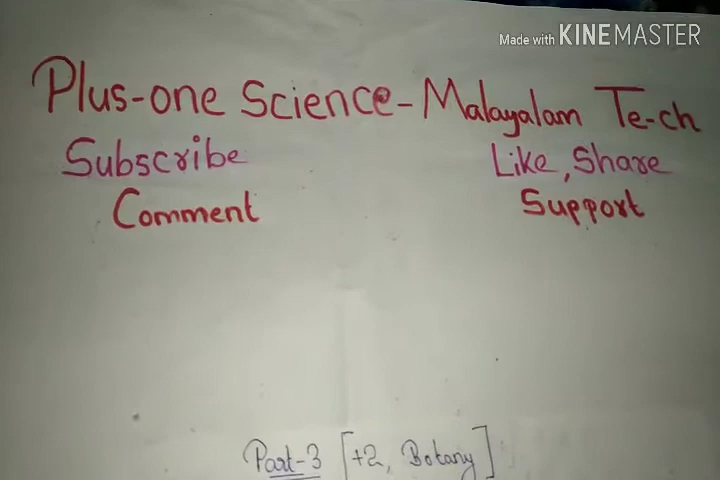 Made with KINEMASTER
Plus-one Science-Malayalam Te-ch
Subscribe Like, Share
Comment Support
Part-3 [+2, Botany]